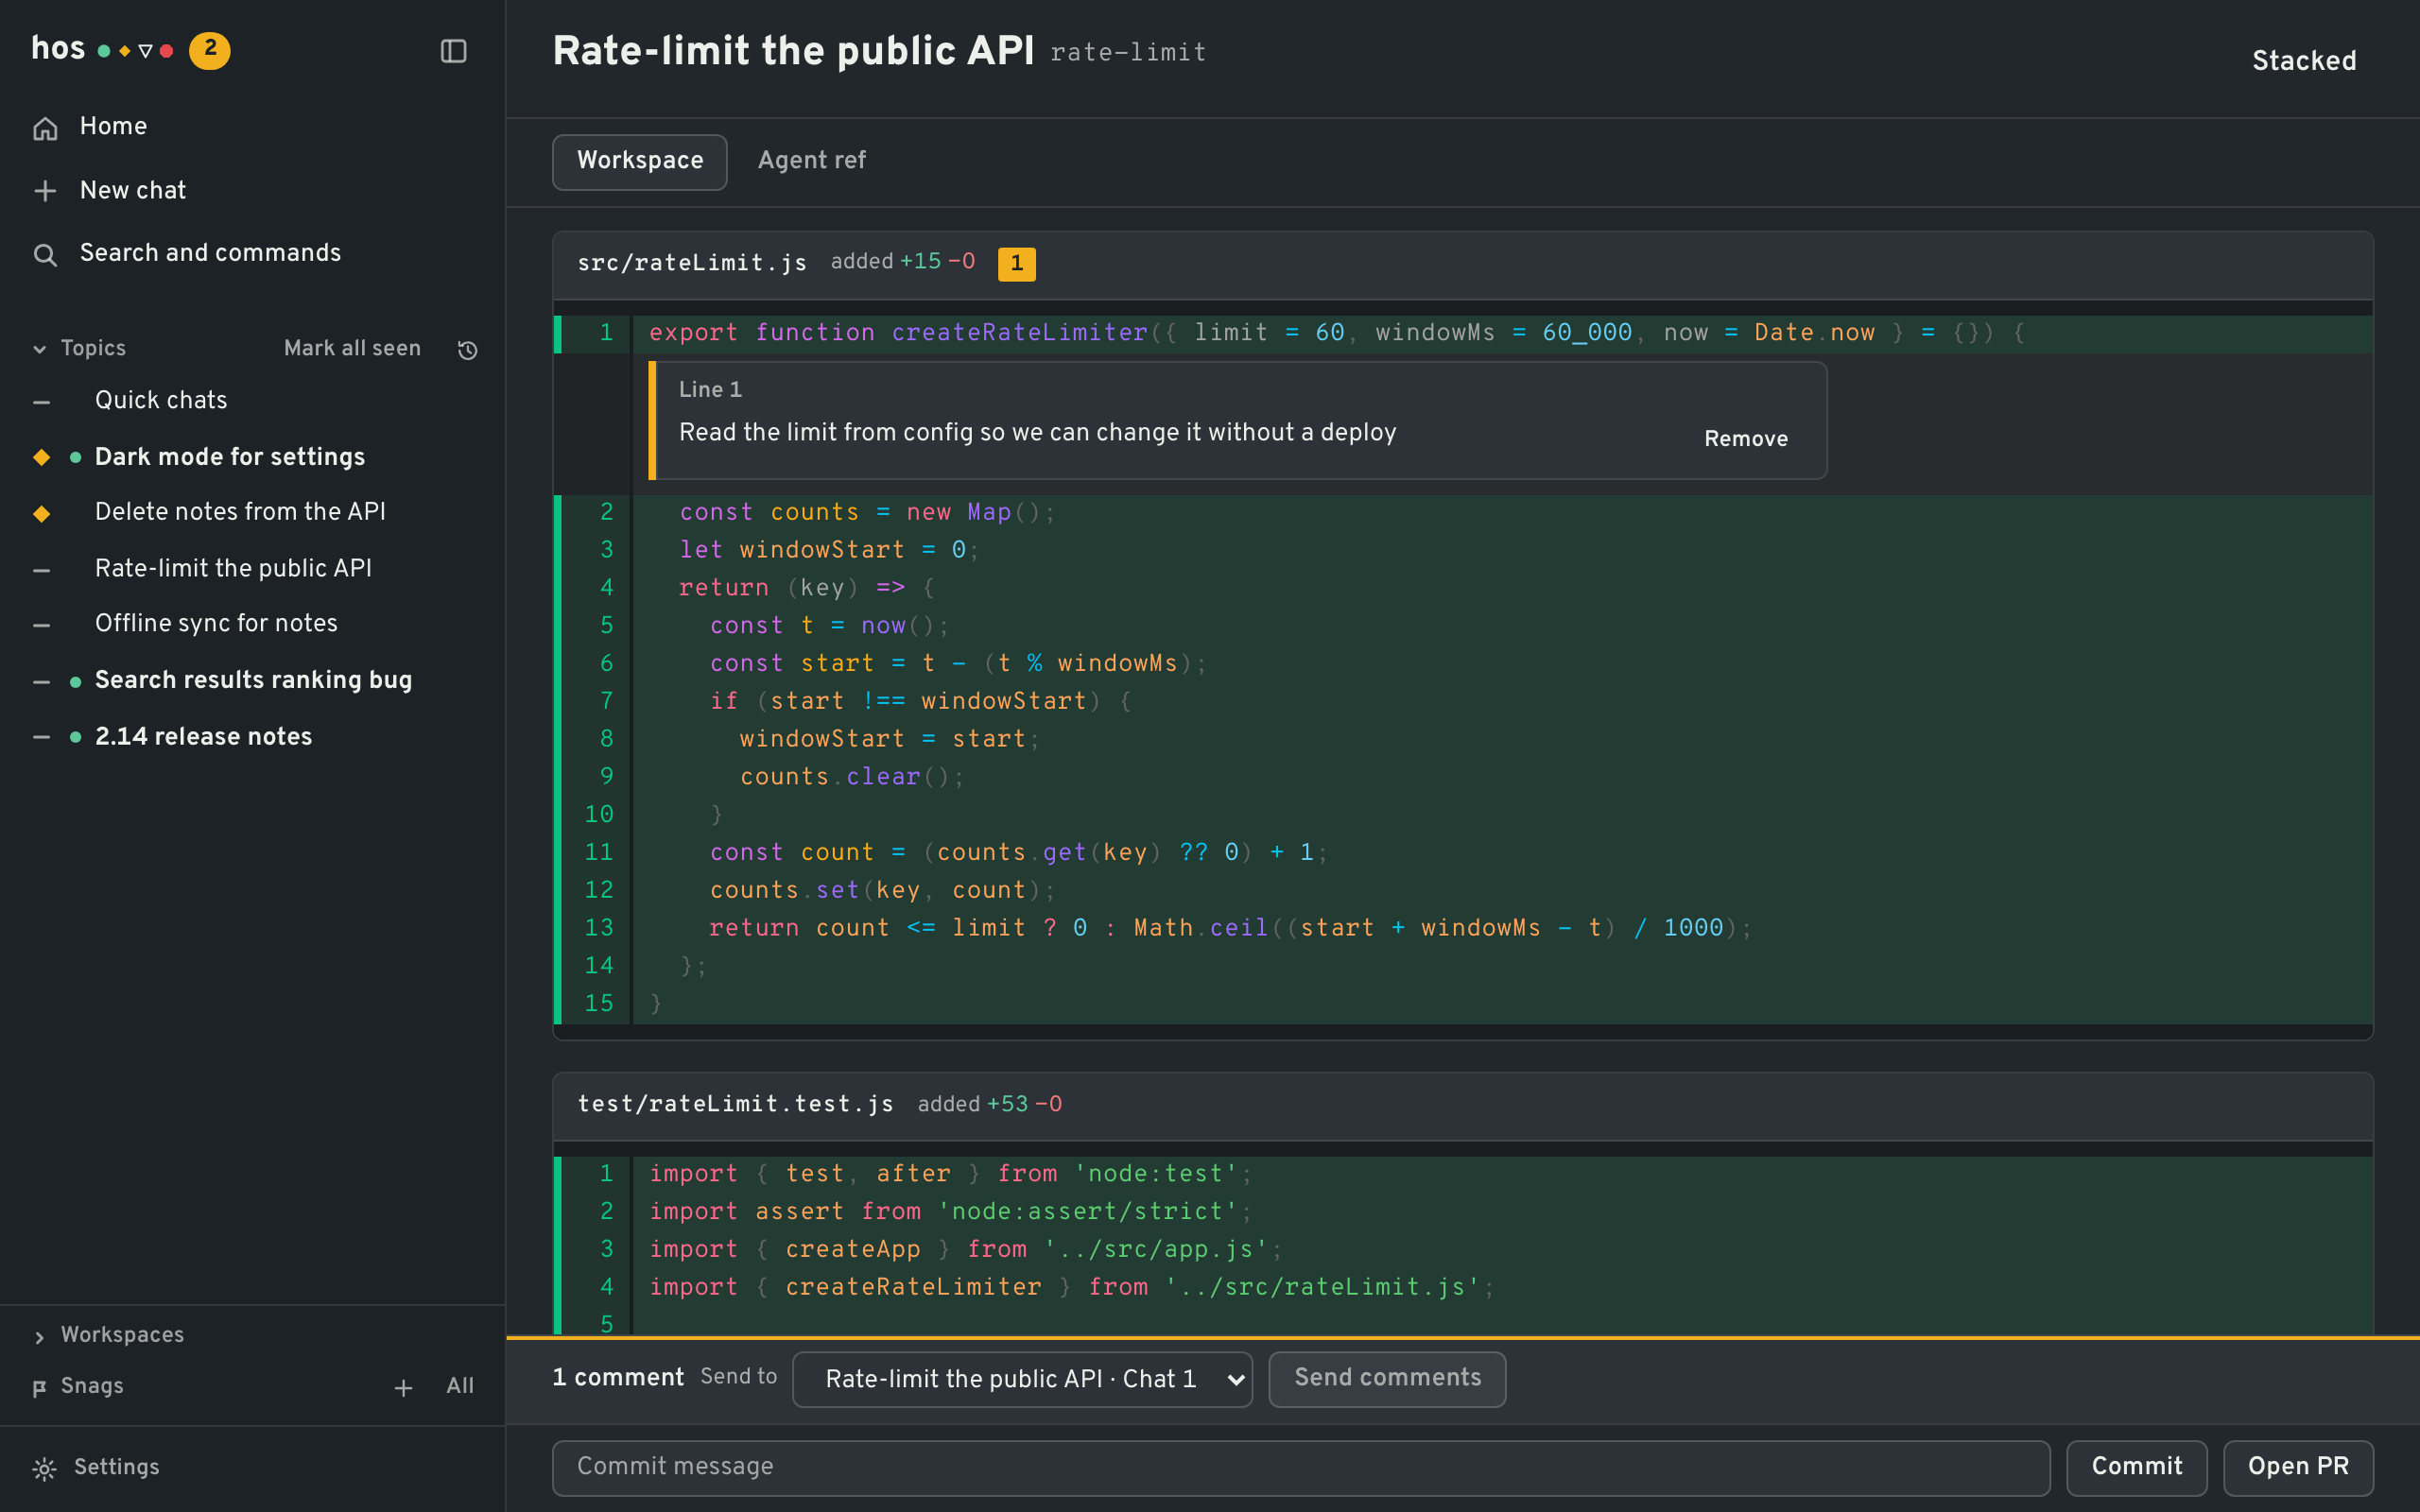 hos 2
Home
New chat
Search and commands
Topics Mark all seen
Quick chats
Dark mode for settings
Delete notes from the API
Rate-limit the public API
Offline sync for notes
Search results ranking bug
2.14 release notes
Workspaces
Snags + All
Settings
Rate-limit the public API rate-limit
Stacked
Workspace Agent ref
src/rateLimit.js added +15 −0 1
1 export function createRateLimiter({ limit = 60, windowMs = 60_000, now = Date.now } = {}) {
Line 1
Read the limit from config so we can change it without a deploy
Remove
2   const counts = new Map();
3   let windowStart = 0;
4   return (key) => {
5     const t = now();
6     const start = t - (t % windowMs);
7     if (start !== windowStart) {
8       windowStart = start;
9       counts.clear();
10     }
11     const count = (counts.get(key) ?? 0) + 1;
12     counts.set(key, count);
13     return count <= limit ? 0 : Math.ceil((start + windowMs - t) / 1000);
14   };
15 }
test/rateLimit.test.js added +53 −0
1 import { test, after } from 'node:test';
2 import assert from 'node:assert/strict';
3 import { createApp } from '../src/app.js';
4 import { createRateLimiter } from '../src/rateLimit.js';
5
1 comment Send to Rate-limit the public API · Chat 1 Send comments
Commit message Commit Open PR